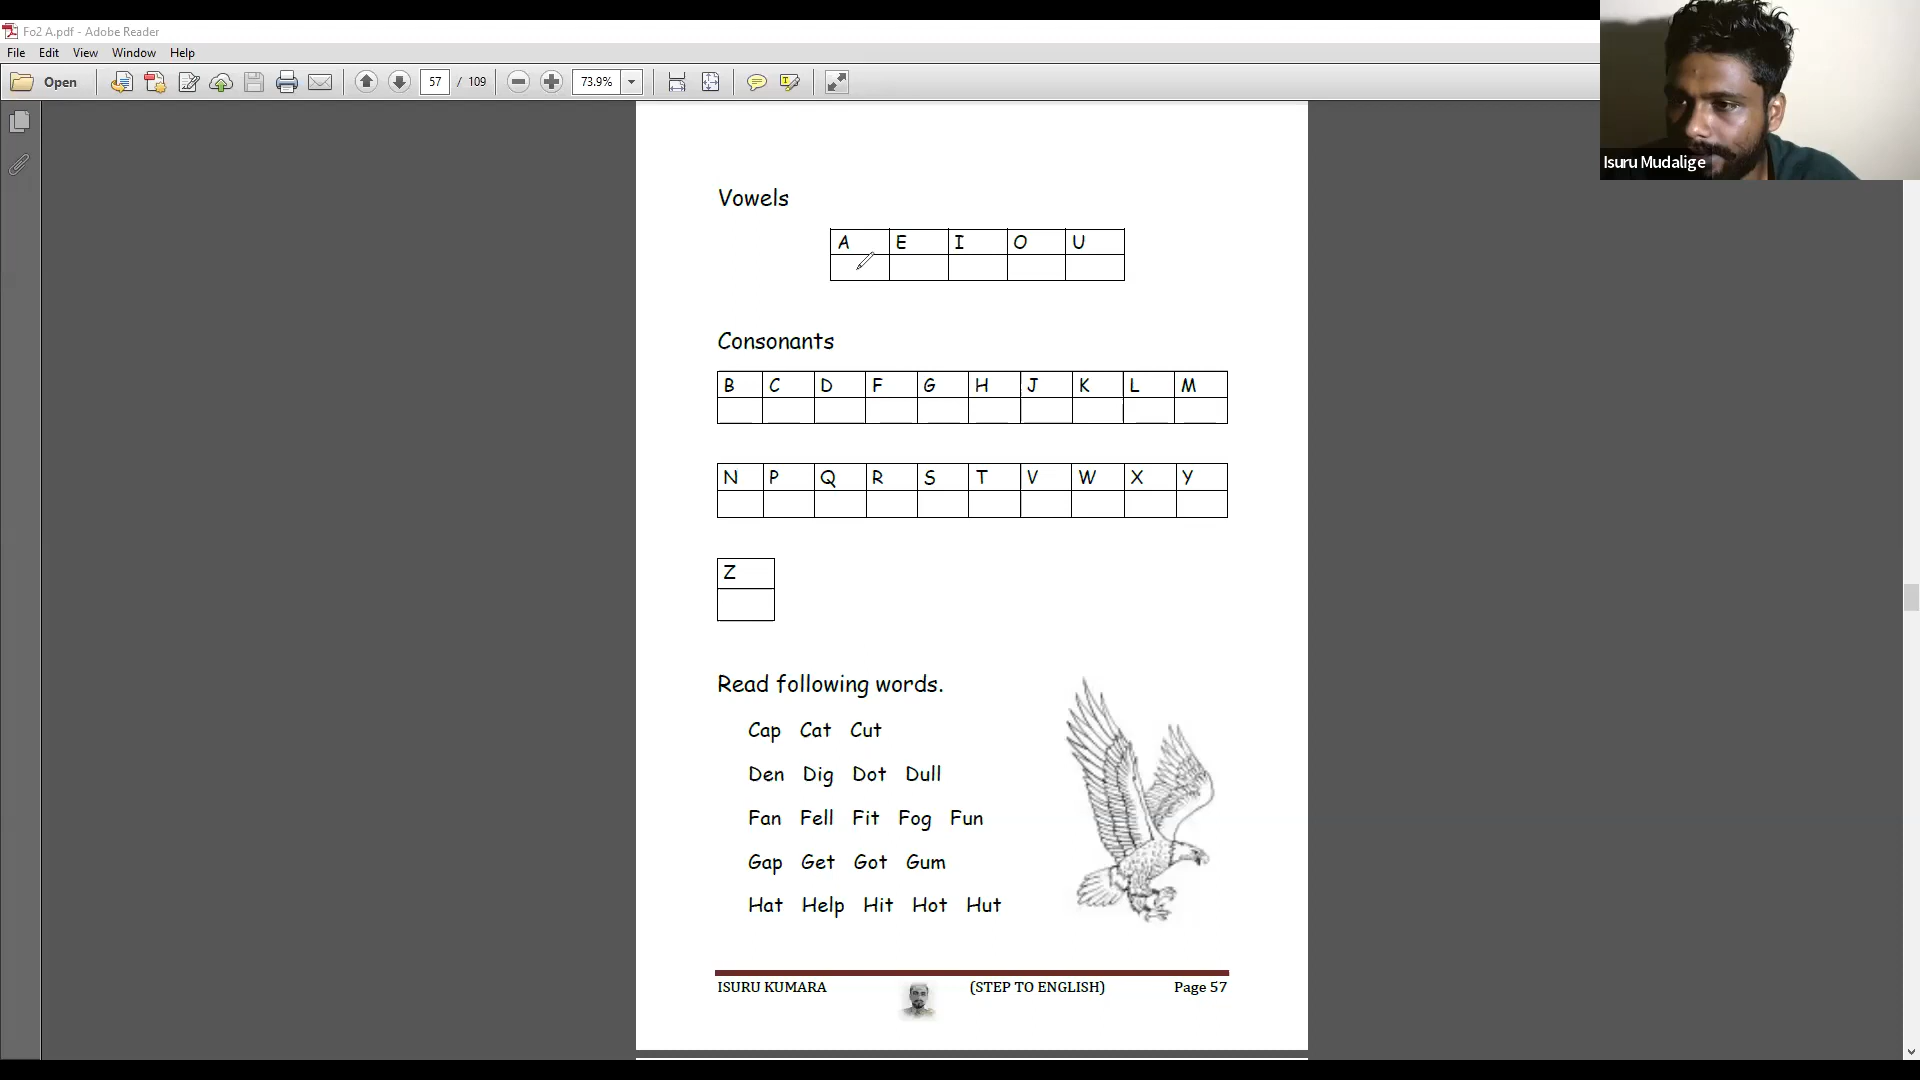 Fo2 A.pdf - Adobe Reader
File Edit View Window Help
Open 57 / 109 73.9%
Isuru Mudalige
Vowels
A E I O U
Consonants
B C D F G H J K L M
N P Q R S T V W X Y
Z
Read following words.
Cap Cat Cut
Den Dig Dot Dull
Fan Fell Fit Fog Fun
Gap Get Got Gum
Hat Help Hit Hot Hut
ISURU KUMARA (STEP TO ENGLISH) Page 57